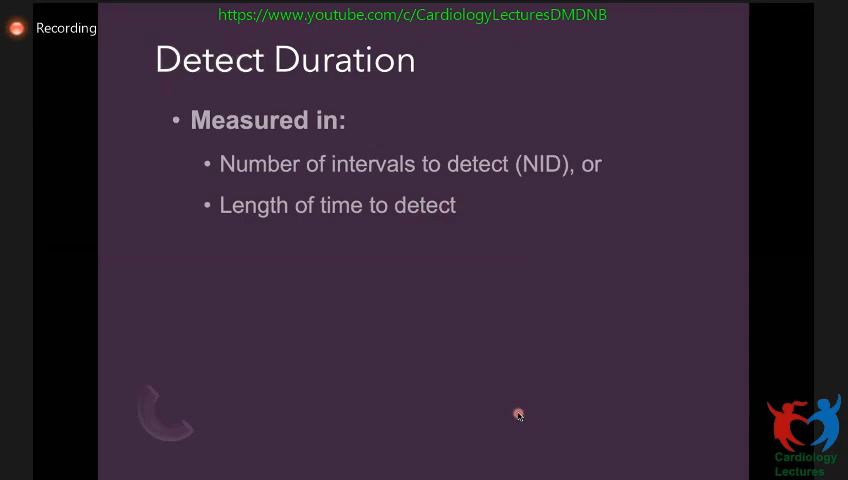 https://www.youtube.com/c/CardiologyLecturesDMDNB
Recording
Detect Duration
• Measured in:
• Number of intervals to detect (NID), or
• Length of time to detect
Cardiology
Lectures